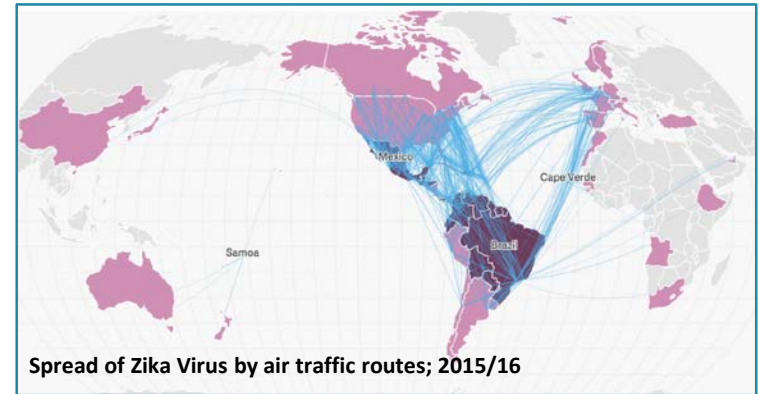 Mexico
Cape Verde
Samoa
Brazil
Spread of Zika Virus by air traffic routes; 2015/16